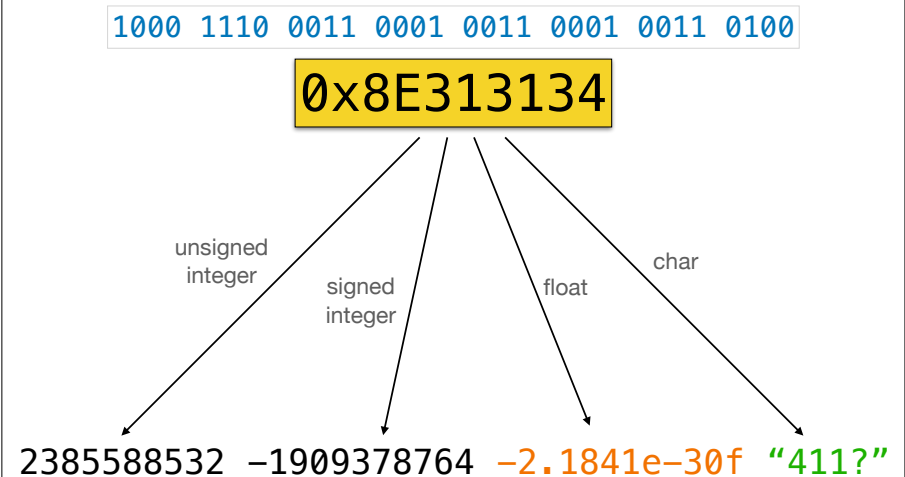 1000 1110 0011 0001 0011 0001 0011 0100
0x8E313134
unsigned
integer
signed
integer
float
char
2385588532 −1909378764 −2.1841e−30f “411?”